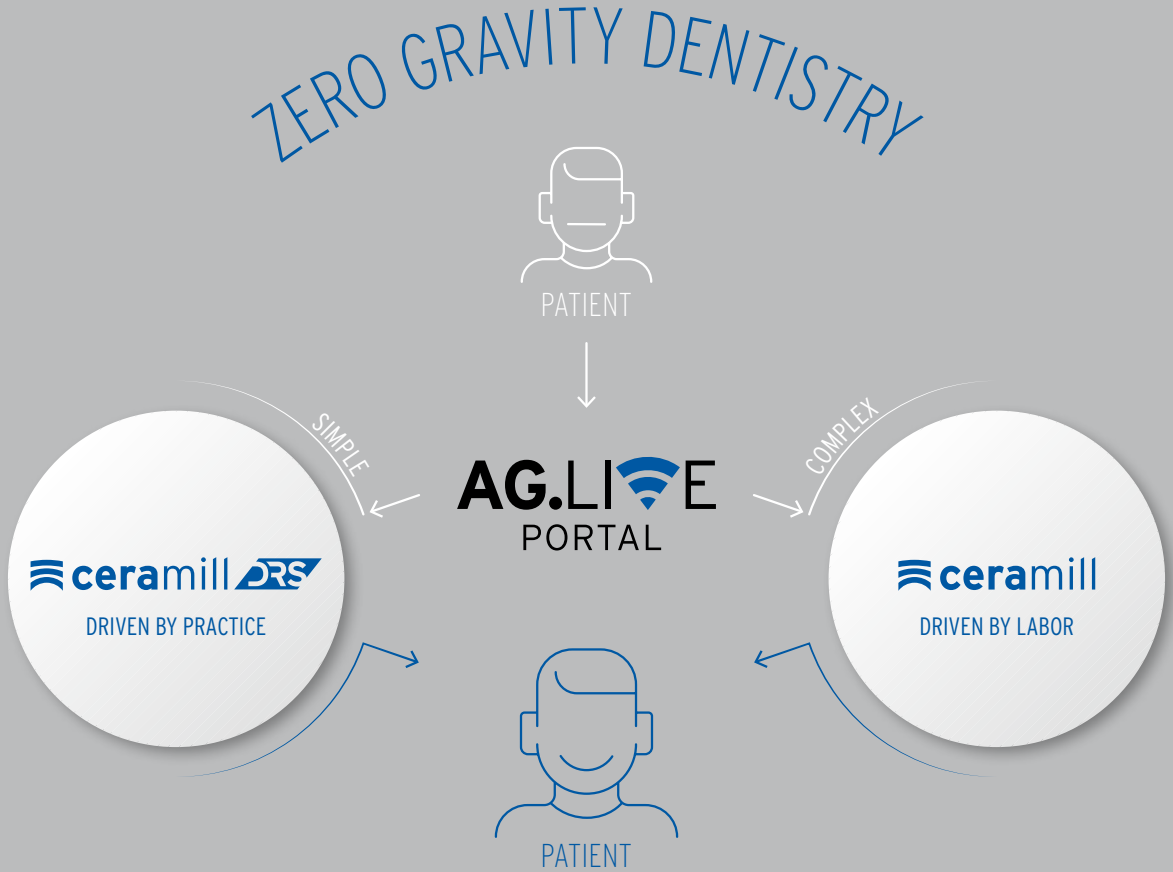 ZERO GRAVITY DENTISTRY
PATIENT
SIMPLE
COMPLEX
AG.LIVE
PORTAL
ceramill DRS
DRIVEN BY PRACTICE
ceramill
DRIVEN BY LABOR
PATIENT